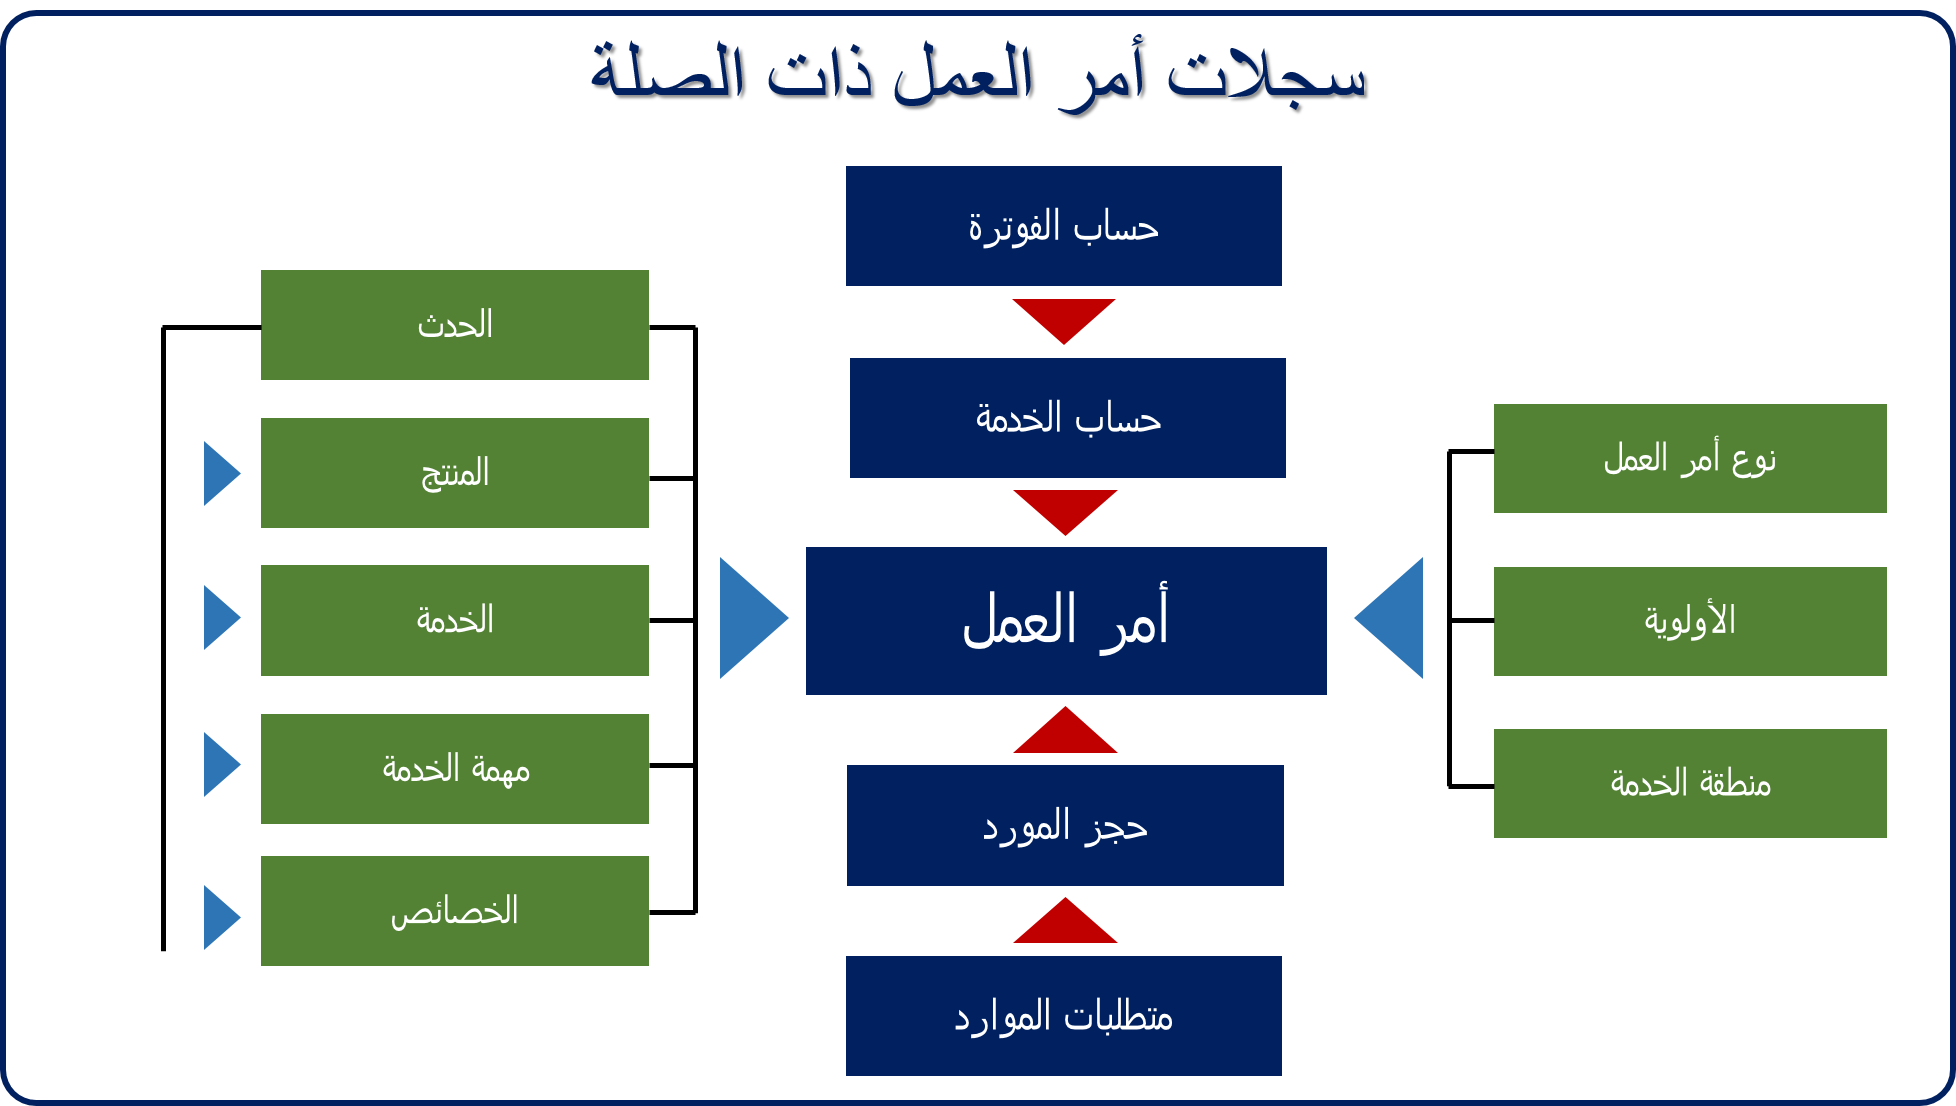 سجلات أمر العمل ذات الصلة
حساب الفوترة
حساب الخدمة
أمر العمل
حجز المورد
متطلبات الموارد
نوع أمر العمل
الأولوية
منطقة الخدمة
الحدث
المنتج
الخدمة
مهمة الخدمة
الخصائص